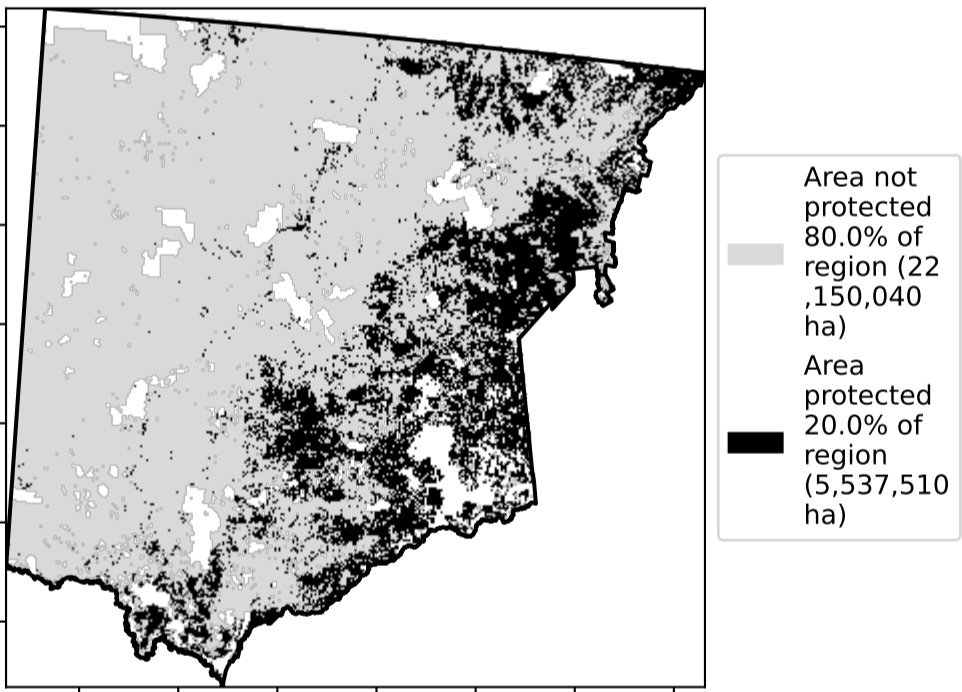 Area not
protected
80.0% of
region (22
,150,040
ha)
Area
protected
20.0% of
region
(5,537,510
ha)